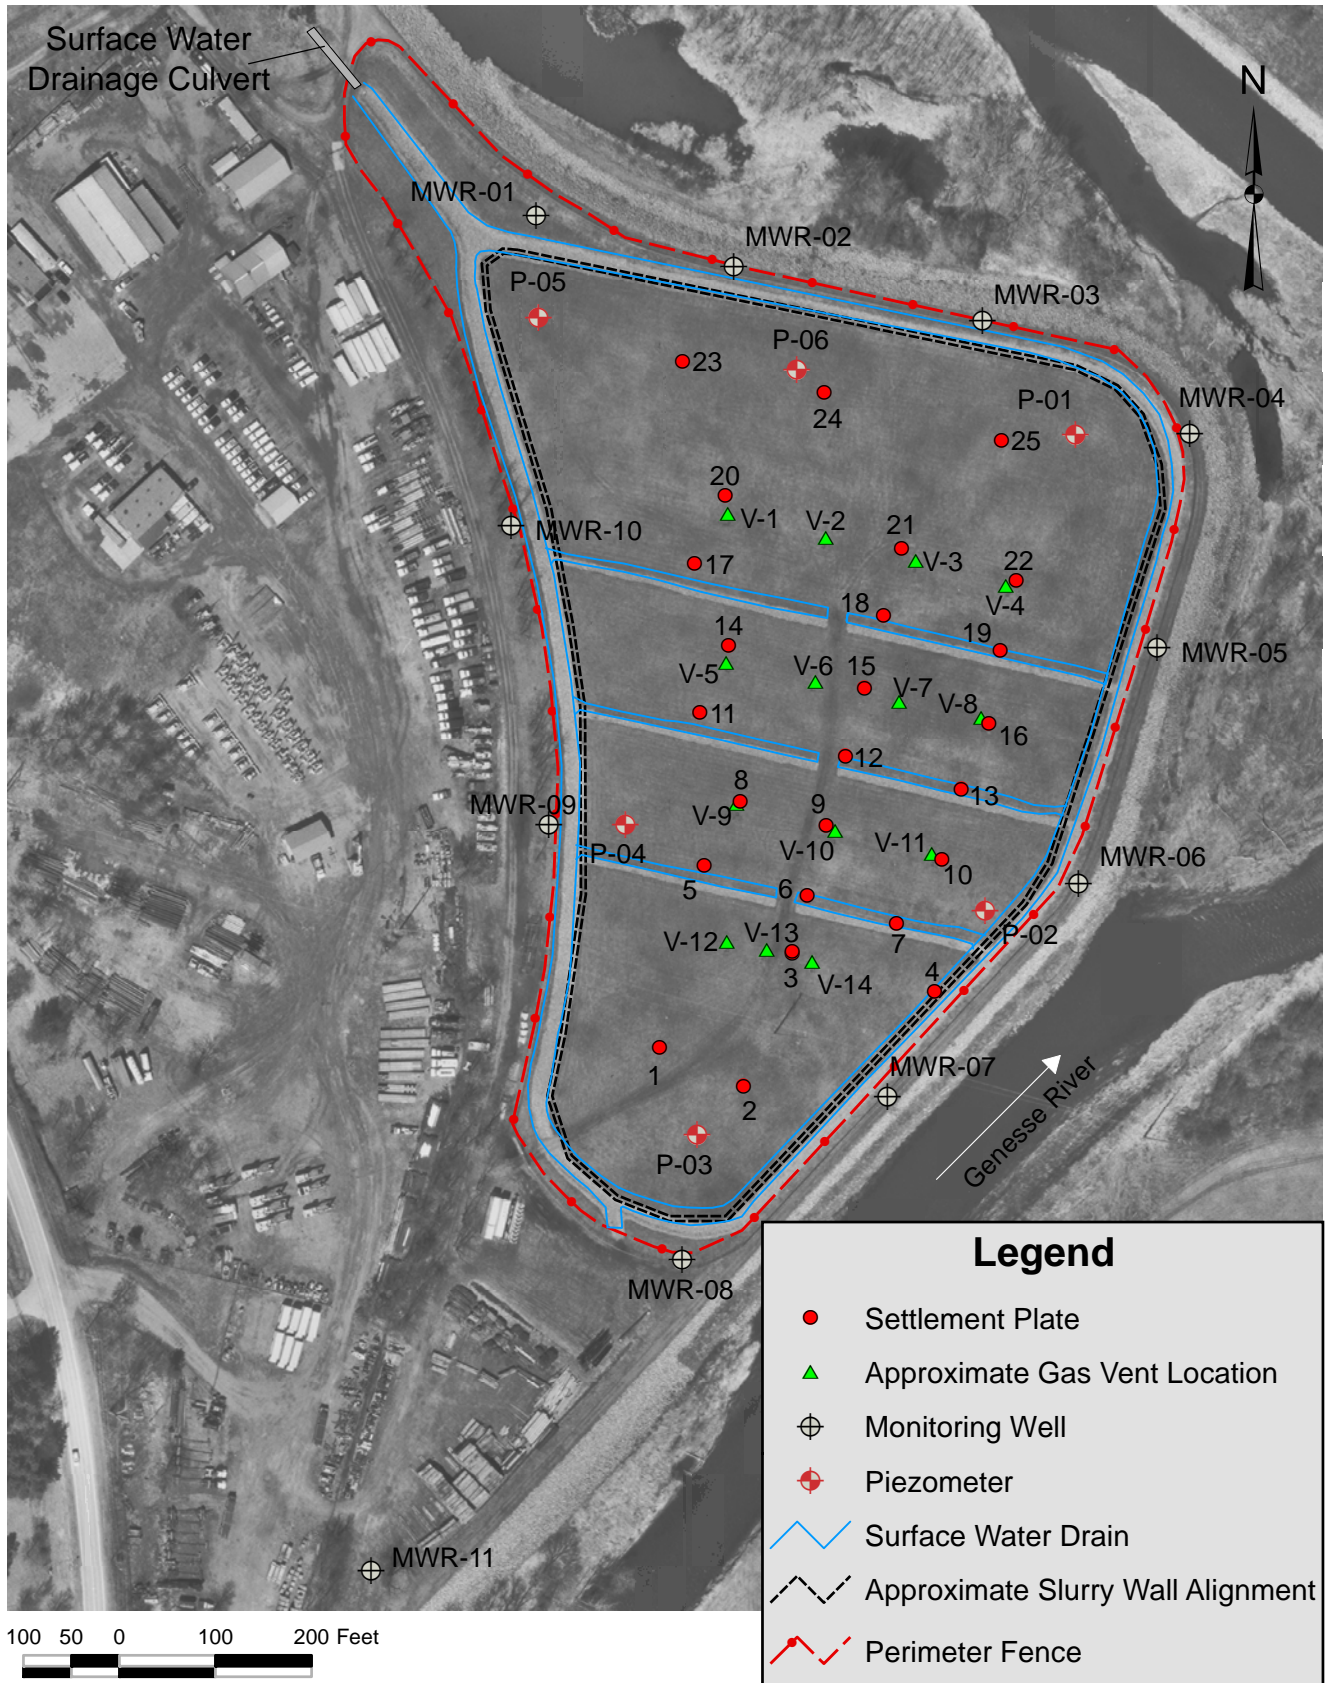 Surface Water
Drainage Culvert
N
MWR-01
MWR-02
P-05
MWR-03
P-06
23
24
P-01
MWR-04
25
20
V-1
V-2
MWR-10
21
V-3
17
22
V-4
18
14
19
MWR-05
V-5
V-6
15
V-7
V-8
11
16
12
13
8
MWR-09
V-9
9
V-10
V-11
P-04
10
MWR-06
5
6
7
P-02
V-12
V-13
3
V-14
4
1
2
MWR-07
Genesse River
P-03
MWR-08
MWR-11
Legend
Settlement Plate
Approximate Gas Vent Location
Monitoring Well
Piezometer
Surface Water Drain
Approximate Slurry Wall Alignment
Perimeter Fence
100 50 0 100 200 Feet